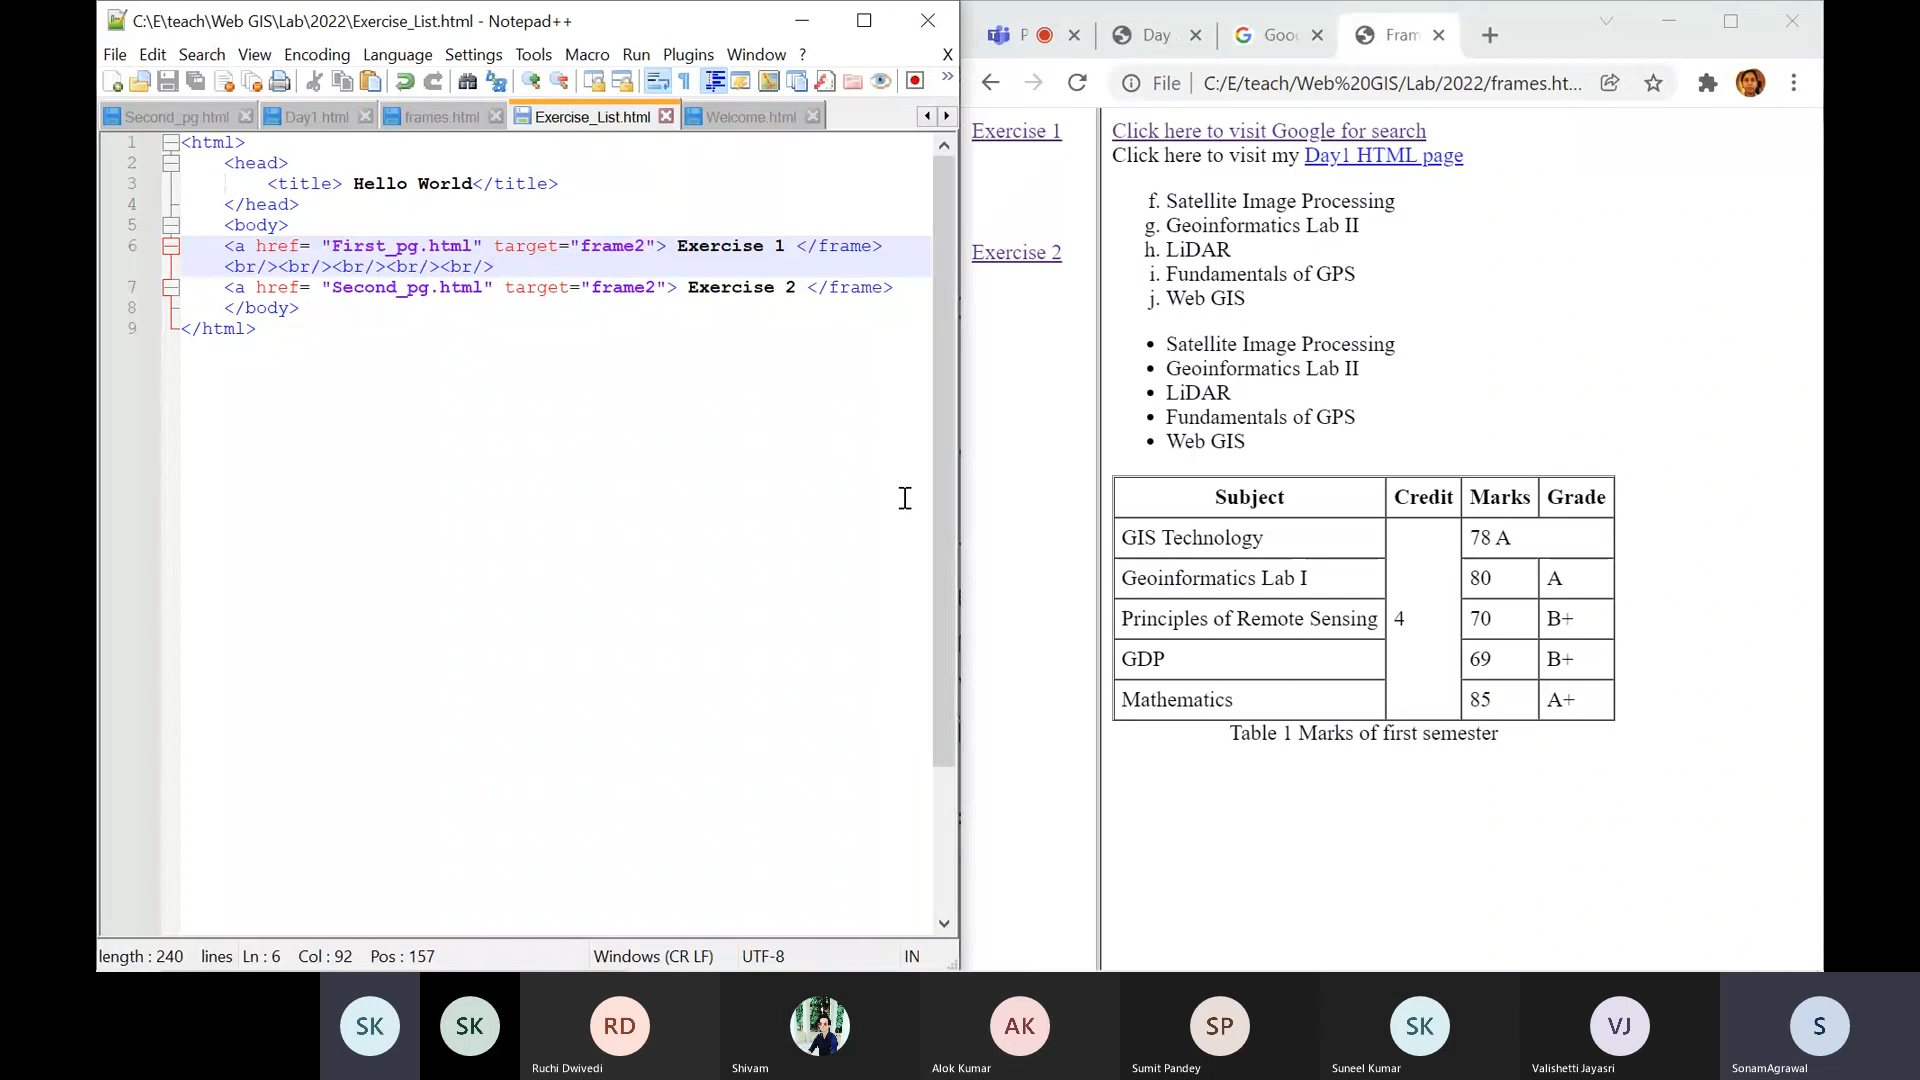 C:\E\teach\Web GIS\Lab\2022\Exercise_List.html - Notepad++
File Edit Search View Encoding Language Settings Tools Macro Run Plugins Window ? X
Second_pg.html Day1.html frames.html Exercise_List.html Welcome.html
1 <html>
2 <head>
3 <title> Hello World</title>
4 </head>
5 <body>
6 <a href= "First_pg.html" target="frame2"> Exercise 1 </frame>
<br/><br/><br/><br/><br/>
7 <a href= "Second_pg.html" target="frame2"> Exercise 2 </frame>
8 </body>
9 </html>
length : 240 lines Ln : 6 Col : 92 Pos : 157 Windows (CR LF) UTF-8 IN
P Day Goo Fram
File C:/E/teach/Web%20GIS/Lab/2022/frames.ht...
Exercise 1
Exercise 2
Click here to visit Google for search
Click here to visit my Day1 HTML page
f. Satellite Image Processing
g. Geoinformatics Lab II
h. LiDAR
i. Fundamentals of GPS
j. Web GIS
• Satellite Image Processing
• Geoinformatics Lab II
• LiDAR
• Fundamentals of GPS
• Web GIS
Subject Credit Marks Grade
GIS Technology 78 A
Geoinformatics Lab I 80 A
Principles of Remote Sensing 4 70 B+
GDP 69 B+
Mathematics 85 A+
Table 1 Marks of first semester
SK SK RD AK SP SK VJ S
Ruchi Dwivedi Shivam Alok Kumar Sumit Pandey Suneel Kumar Valishetti Jayasri SonamAgrawal